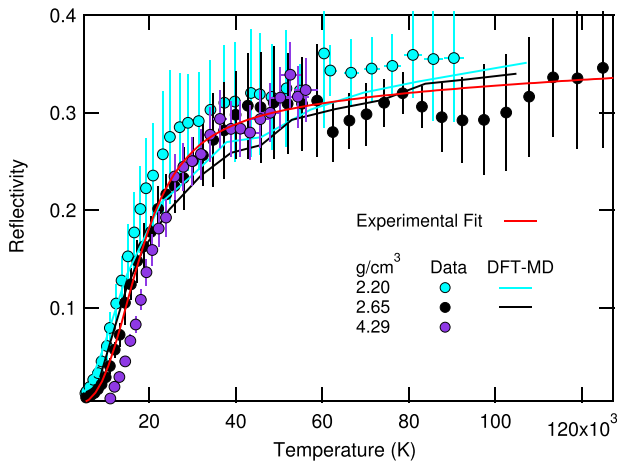 0.4
0.3
0.2
0.1
Reflectivity
Experimental Fit
g/cm³ Data DFT-MD
2.20
2.65
4.29
20 40 60 80 100 120x10³
Temperature (K)